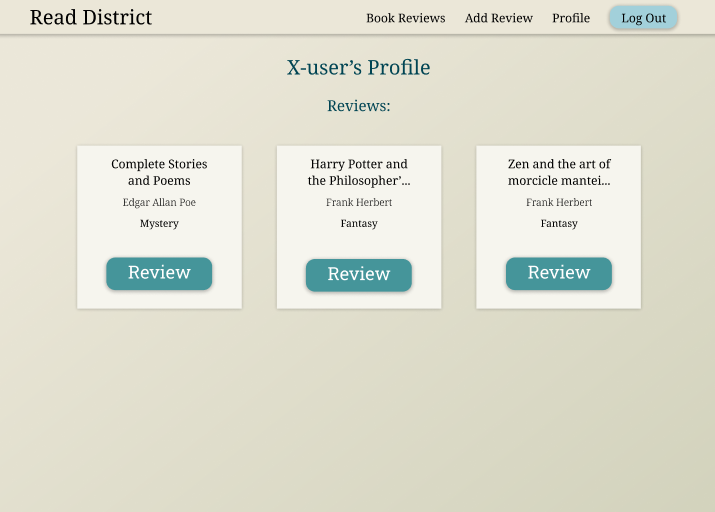 Read District
Book Reviews
Add Review
Profile
Log Out
X-user’s Profile
Reviews:
Complete Stories
and Poems
Edgar Allan Poe
Mystery
Review
Harry Potter and
the Philosopher’...
Frank Herbert
Fantasy
Review
Zen and the art of
morcicle mantei...
Frank Herbert
Fantasy
Review